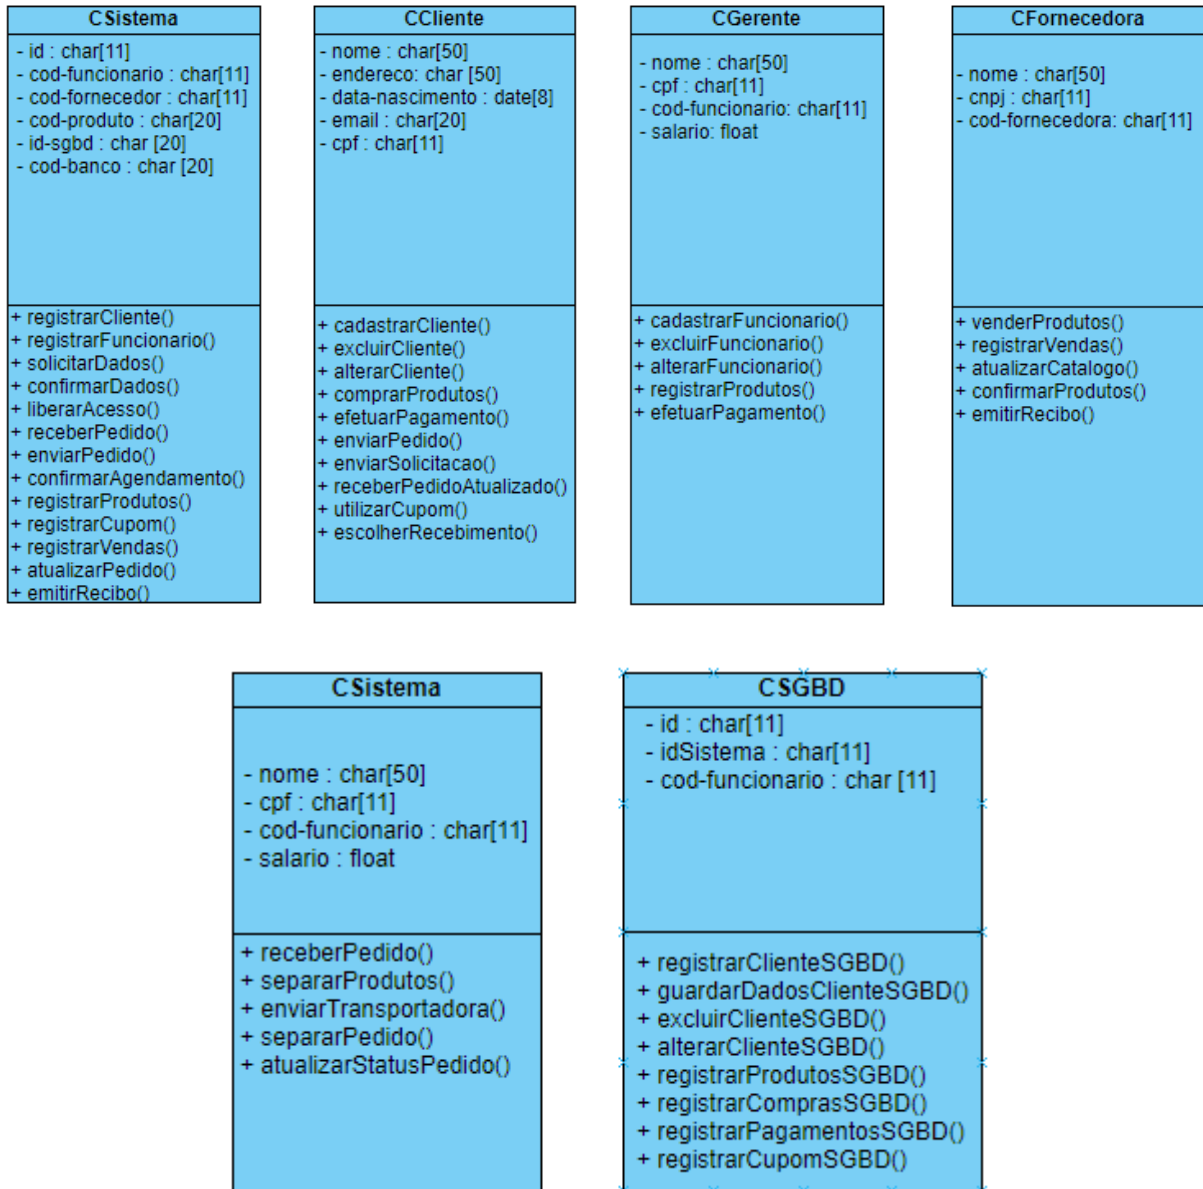 CSistema
- id : char[11]
- cod-funcionario : char[11]
- cod-fornecedor : char[11]
- cod-produto : char[20]
- id-sgbd : char [20]
- cod-banco : char [20]
+ registrarCliente()
+ registrarFuncionario()
+ solicitarDados()
+ confirmarDados()
+ liberarAcesso()
+ receberPedido()
+ enviarPedido()
+ confirmarAgendamento()
+ registrarProdutos()
+ registrarCupom()
+ registrarVendas()
+ atualizarPedido()
+ emitirRecibo()
CCliente
- nome : char[50]
- endereco: char [50]
- data-nascimento : date[8]
- email : char[20]
- cpf : char[11]
+ cadastrarCliente()
+ excluirCliente()
+ alterarCliente()
+ comprarProdutos()
+ efetuarPagamento()
+ enviarPedido()
+ enviarSolicitacao()
+ receberPedidoAtualizado()
+ utilizarCupom()
+ escolherRecebimento()
CGerente
- nome : char[50]
- cpf : char[11]
- cod-funcionario: char[11]
- salario: float
+ cadastrarFuncionario()
+ excluirFuncionario()
+ alterarFuncionario()
+ registrarProdutos()
+ efetuarPagamento()
CFornecedora
- nome : char[50]
- cnpj : char[11]
- cod-fornecedora: char[11]
+ venderProdutos()
+ registrarVendas()
+ atualizarCatalogo()
+ confirmarProdutos()
+ emitirRecibo()
CSistema
- nome : char[50]
- cpf : char[11]
- cod-funcionario : char[11]
- salario : float
+ receberPedido()
+ separarProdutos()
+ enviarTransportadora()
+ separarPedido()
+ atualizarStatusPedido()
CSGBD
- id : char[11]
- idSistema : char[11]
- cod-funcionario : char [11]
+ registrarClienteSGBD()
+ guardarDadosClienteSGBD()
+ excluirClienteSGBD()
+ alterarClienteSGBD()
+ registrarProdutosSGBD()
+ registrarComprasSGBD()
+ registrarPagamentosSGBD()
+ registrarCupomSGBD()